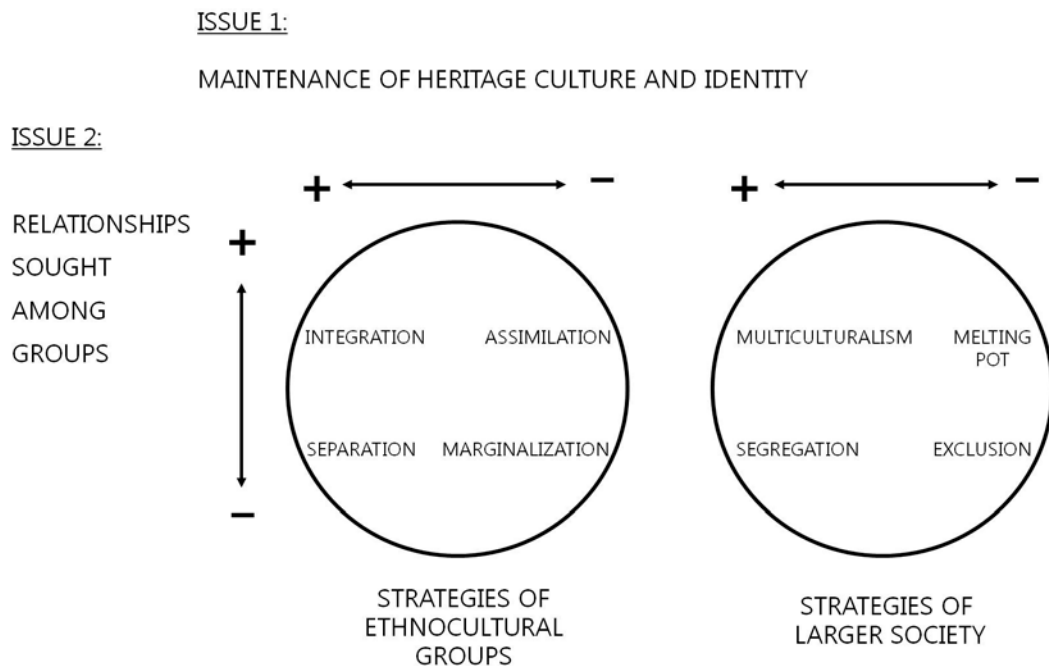 ISSUE 1:
MAINTENANCE OF HERITAGE CULTURE AND IDENTITY
ISSUE 2:
RELATIONSHIPS
SOUGHT
AMONG
GROUPS
+ −
+ −
+
−
INTEGRATION ASSIMILATION
SEPARATION MARGINALIZATION
MULTICULTURALISM MELTING
POT
SEGREGATION EXCLUSION
STRATEGIES OF
ETHNOCULTURAL
GROUPS
STRATEGIES OF
LARGER SOCIETY